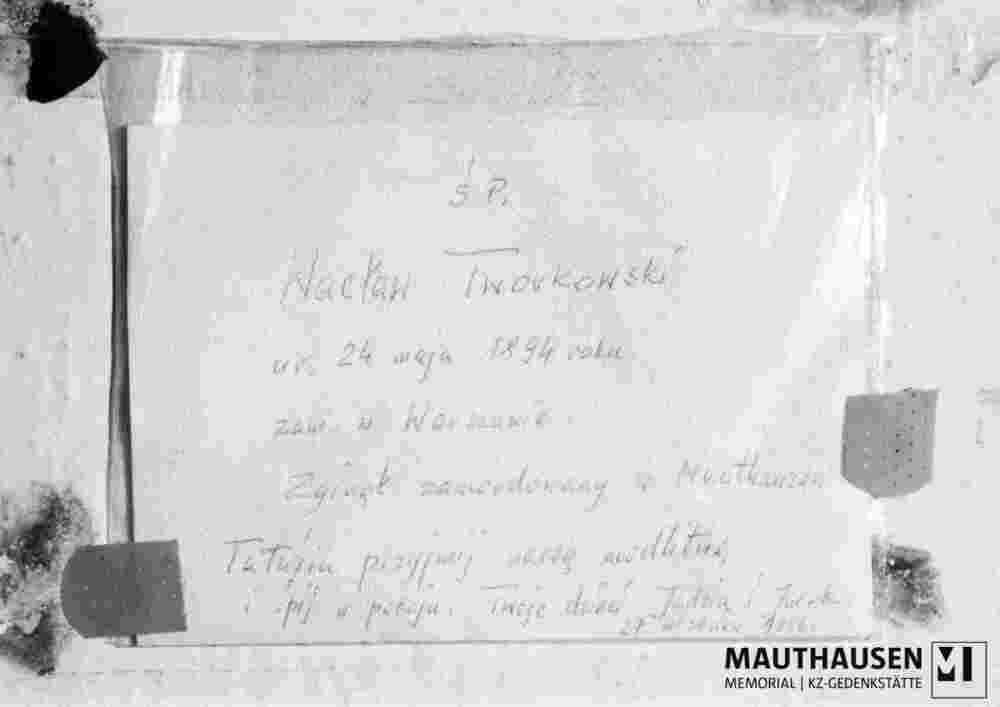 Ś P.
Wacław Tworkowski
ur. 24 maja 1894 roku
zam. w Warszawie.
Zginął zamordowany w Mauthausen
Tatusiu przyjmij naszą modlitwę,
i śpij w pokoju. Twoje dzieci Jadzia i Jurek
MAUTHAUSEN
MEMORIAL | KZ-GEDENKSTÄTTE